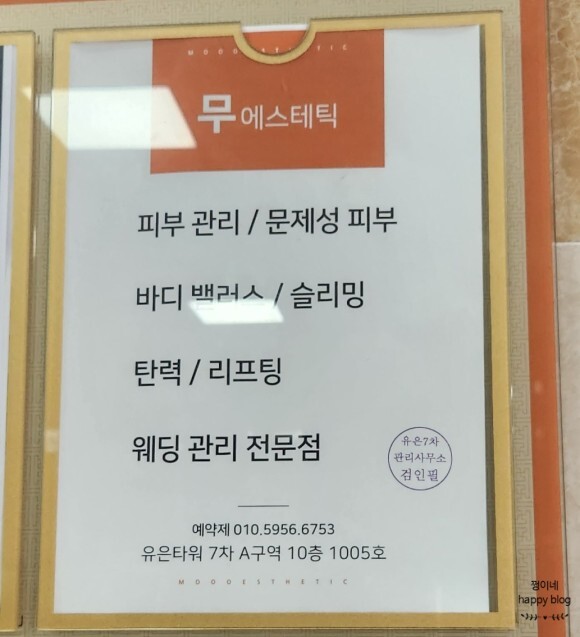 MOOOESTHETIC
무 에스테틱
피부 관리 / 문제성 피부
바디 밸런스 / 슬리밍
탄력 / 리프팅
웨딩 관리 전문점
유은7차
관리사무소
검인필
예약제 010.5956.6753
유은타워 7차 A구역 10층 1005호
MOOOESTHETIC
쩡이네
happy blog